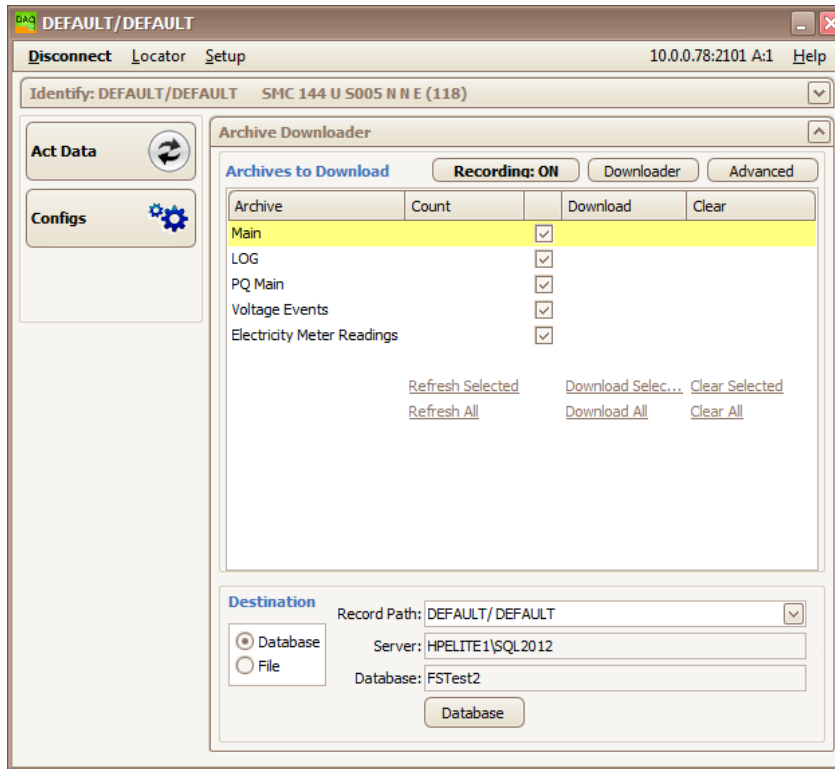 DAQ DEFAULT/DEFAULT
Disconnect Locator Setup 10.0.0.78:2101 A:1 Help
Identify: DEFAULT/DEFAULT SMC 144 U S005 N N E (118)
Act Data
Configs
Archive Downloader
Archives to Download Recording: ON Downloader Advanced
Archive Count Download Clear
Main
LOG
PQ Main
Voltage Events
Electricity Meter Readings
Refresh Selected Download Selec... Clear Selected
Refresh All Download All Clear All
Destination
Record Path: DEFAULT/ DEFAULT
Database
File
Server: HPELITE1\SQL2012
Database: FSTest2
Database